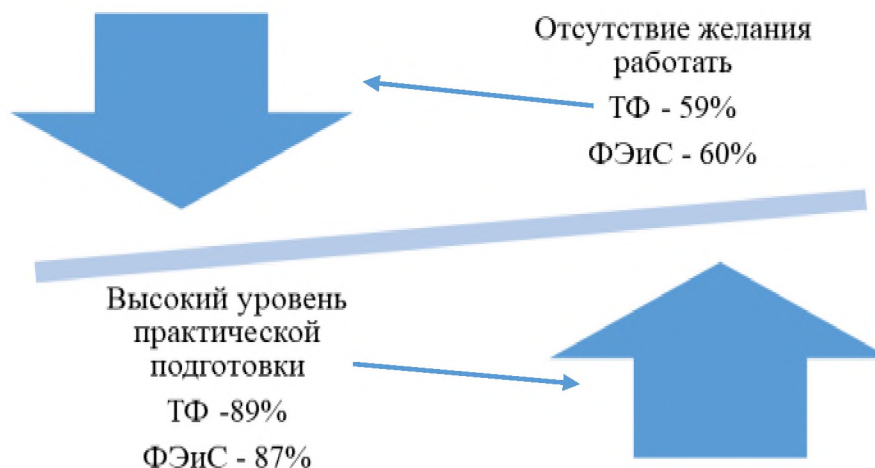 Отсутствие желания
работать
ТФ - 59%
ФЭиС - 60%
Высокий уровень
практической
подготовки
ТФ -89%
ФЭиС - 87%